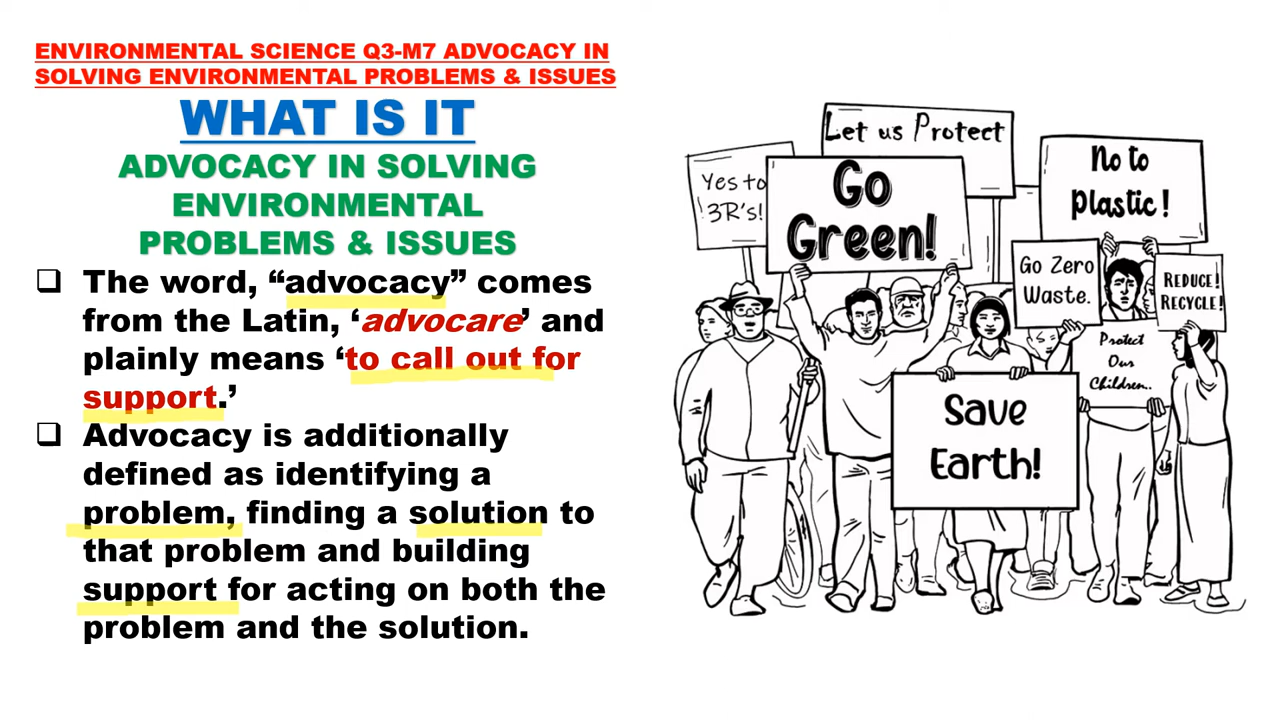 ENVIRONMENTAL SCIENCE Q3-M7 ADVOCACY IN
SOLVING ENVIRONMENTAL PROBLEMS & ISSUES
WHAT IS IT
ADVOCACY IN SOLVING
ENVIRONMENTAL
PROBLEMS & ISSUES
❑ The word, “advocacy” comes
from the Latin, ‘advocare’ and
plainly means ‘to call out for
support.’
❑ Advocacy is additionally
defined as identifying a
problem, finding a solution to
that problem and building
support for acting on both the
problem and the solution.
Let us Protect
Yes to
3R's!
Go
Green!
No to
plastic!
Go Zero
Waste.
REDUCE!
RECYCLE!
Protect
Our
Children..
Save
Earth!